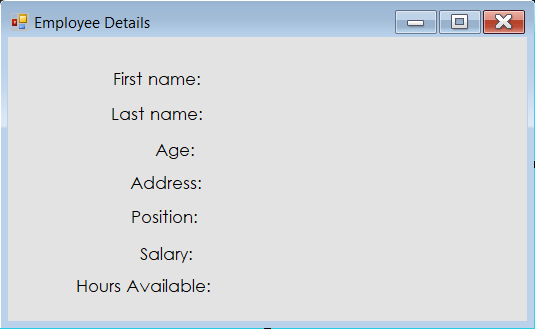 Employee Details
First name:
Last name:
Age:
Address:
Position:
Salary:
Hours Available: